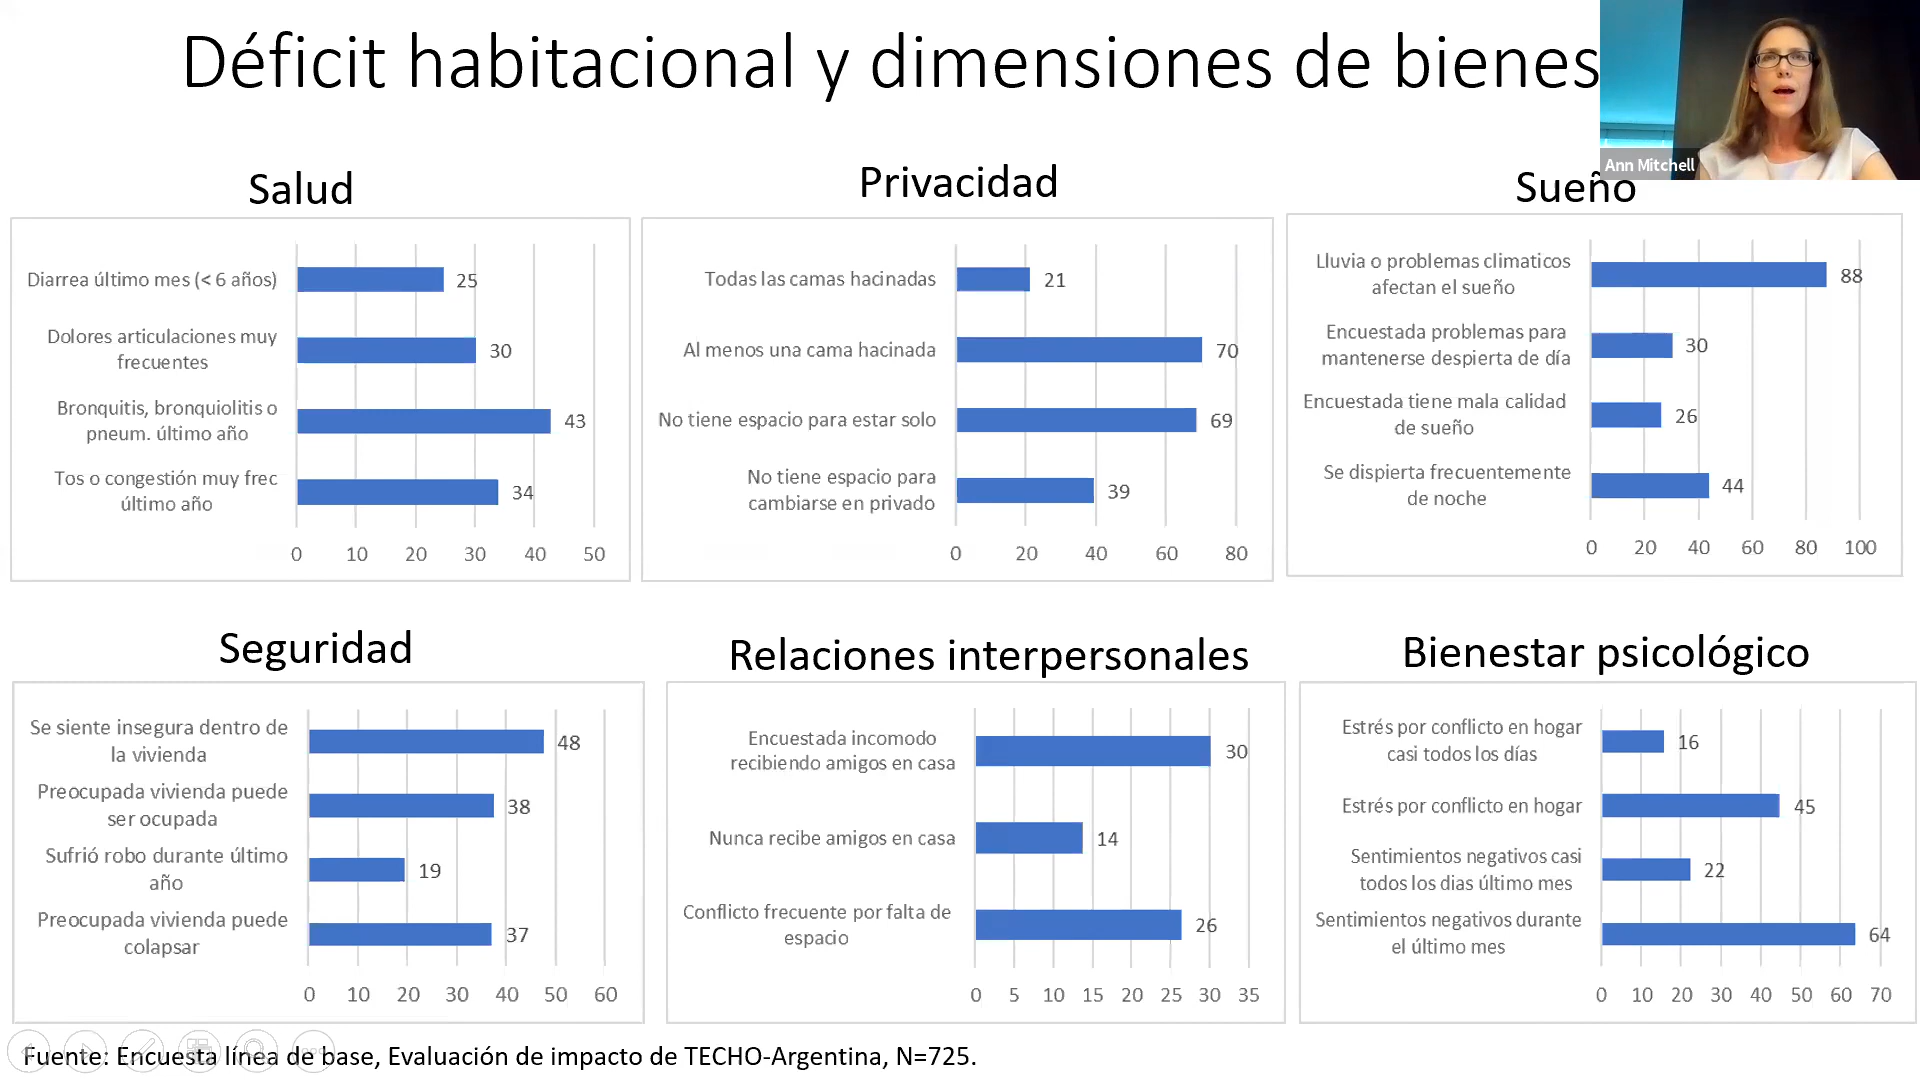 Déficit habitacional y dimensiones de bienes
Ann Mitchell
Salud
Diarrea último mes (< 6 años)
25
Dolores articulaciones muy
frecuentes
30
Bronquitis, bronquiolitis o
pneum. último año
43
Tos o congestión muy frec
último año
34
0 10 20 30 40 50
Privacidad
Todas las camas hacinadas
21
Al menos una cama hacinada
70
No tiene espacio para estar solo
69
No tiene espacio para
cambiarse en privado
39
0 20 40 60 80
Sueño
Lluvia o problemas climaticos
afectan el sueño
88
Encuestada problemas para
mantenerse despierta de día
30
Encuestada tiene mala calidad
de sueño
26
Se dispierta frecuentemente
de noche
44
0 20 40 60 80 100
Seguridad
Se siente insegura dentro de
la vivienda
48
Preocupada vivienda puede
ser ocupada
38
Sufrió robo durante último
año
19
Preocupada vivienda puede
colapsar
37
0 10 20 30 40 50 60
Relaciones interpersonales
Encuestada incomodo
recibiendo amigos en casa
30
Nunca recibe amigos en casa
14
Conflicto frecuente por falta de
espacio
26
0 5 10 15 20 25 30 35
Bienestar psicológico
Estrés por conflicto en hogar
casi todos los días
16
Estrés por conflicto en hogar
45
Sentimientos negativos casi
todos los dias último mes
22
Sentimientos negativos durante
el último mes
64
0 10 20 30 40 50 60 70
Fuente: Encuesta línea de base, Evaluación de impacto de TECHO-Argentina, N=725.